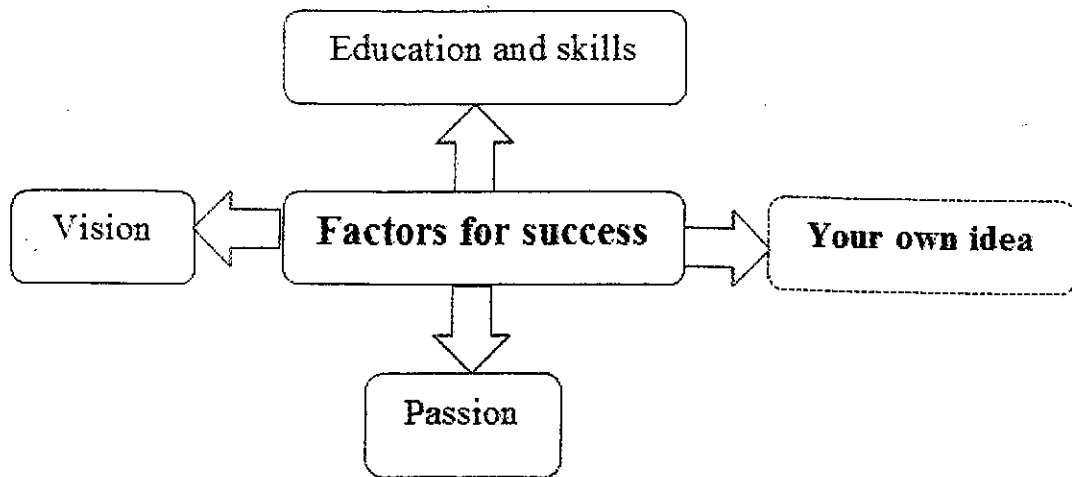 Education and skills
Vision
Factors for success
Your own idea
Passion